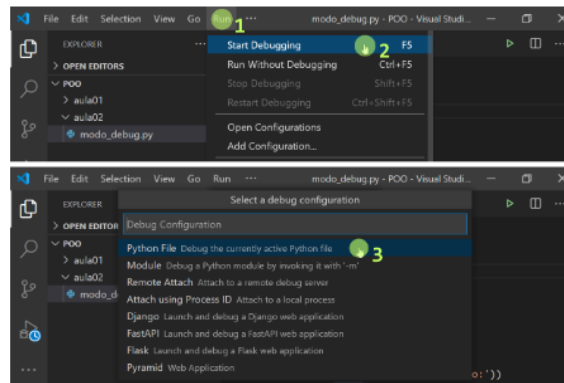 File Edit Selection View Go Run ··· modo_debug.py - POO - Visual Studi...
1
EXPLORER ···
Start Debugging F5
2
> OPEN EDITORS
Run Without Debugging Ctrl+F5
POO
Stop Debugging Shift+F5
> aula01
Restart Debugging Ctrl+Shift+F5
aula02
modo_debug.py
Open Configurations
Add Configuration...
File Edit Selection View Go Run ··· modo_debug.py - POO - Visual Studi...
EXPLORER
Select a debug configuration
> OPEN EDITOR
Debug Configuration
POO
Python File Debug the currently active Python file
3
> aula01
Module Debug a Python module by invoking it with '-m'
aula02
Remote Attach Attach to a remote debug server
modo_d
Attach using Process ID Attach to a local process
Django Launch and debug a Django web application
FastAPI Launch and debug a FastAPI web application
Flask Launch and debug a Flask web application
Pyramid Web Application
o:'))